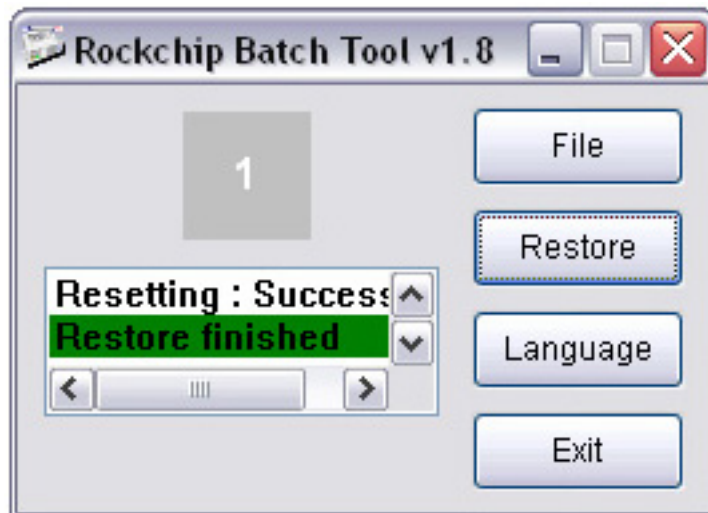 Rockchip Batch Tool v1.8
1
File
Resetting : Success
Restore finished
Restore
Language
Exit